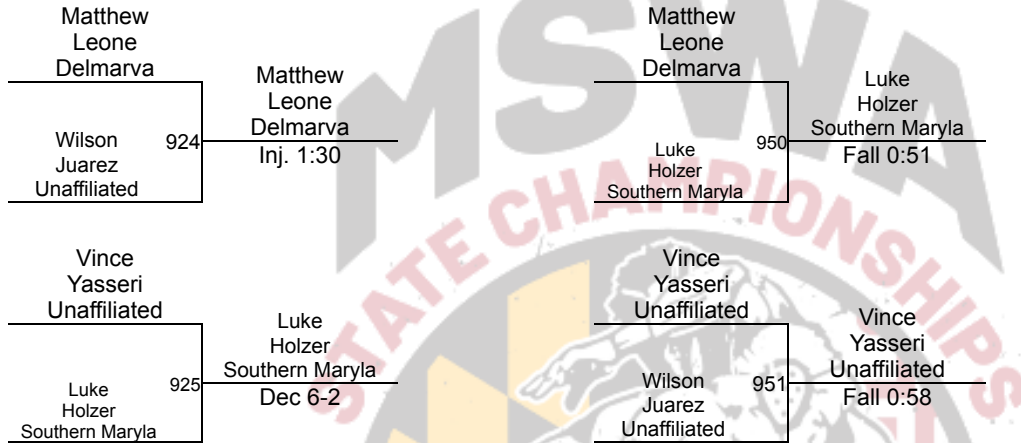 Matthew
Leone
Delmarva
Wilson
Juarez
Unaffiliated
924
Matthew
Leone
Delmarva
Inj. 1:30
Matthew
Leone
Delmarva
Luke
Holzer
Southern Maryla
950
Luke
Holzer
Southern Maryla
Fall 0:51
Vince
Yasseri
Unaffiliated
Luke
Holzer
Southern Maryla
925
Luke
Holzer
Southern Maryla
Dec 6-2
Vince
Yasseri
Unaffiliated
Wilson
Juarez
Unaffiliated
951
Vince
Yasseri
Unaffiliated
Fall 0:58
MSWA
STATE CHAMPIONSHIPS